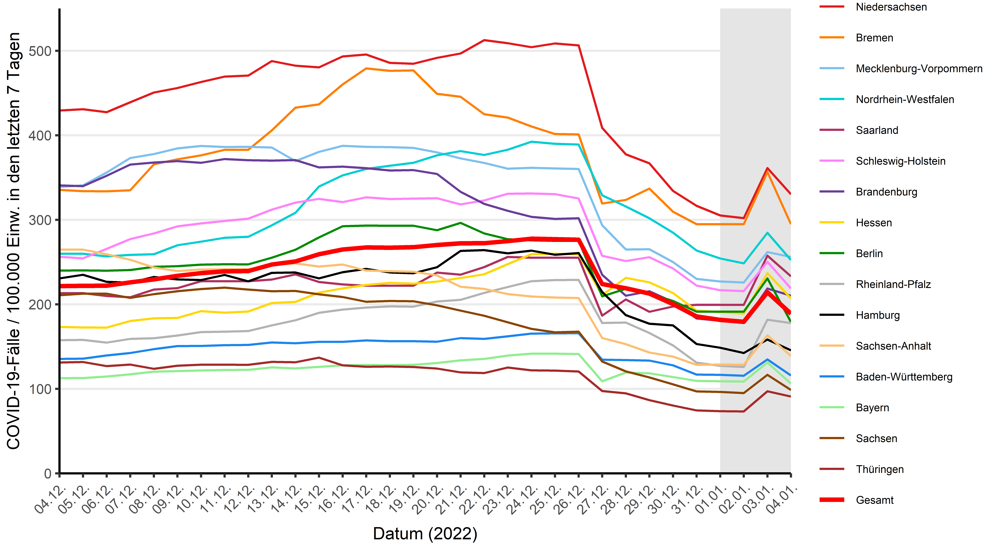 COVID-19-Fälle / 100.000 Einw. in den letzten 7 Tagen
500
400
300
200
100
0
04.12.
05.12.
06.12.
07.12.
08.12.
09.12.
10.12.
11.12.
12.12.
13.12.
14.12.
15.12.
16.12.
17.12.
18.12.
19.12.
20.12.
21.12.
22.12.
23.12.
24.12.
25.12.
26.12.
27.12.
28.12.
29.12.
30.12.
31.12.
01.01.
02.01.
03.01.
04.01.
Datum (2022)
Niedersachsen
Bremen
Mecklenburg-Vorpommern
Nordrhein-Westfalen
Saarland
Schleswig-Holstein
Brandenburg
Hessen
Berlin
Rheinland-Pfalz
Hamburg
Sachsen-Anhalt
Baden-Württemberg
Bayern
Sachsen
Thüringen
Gesamt